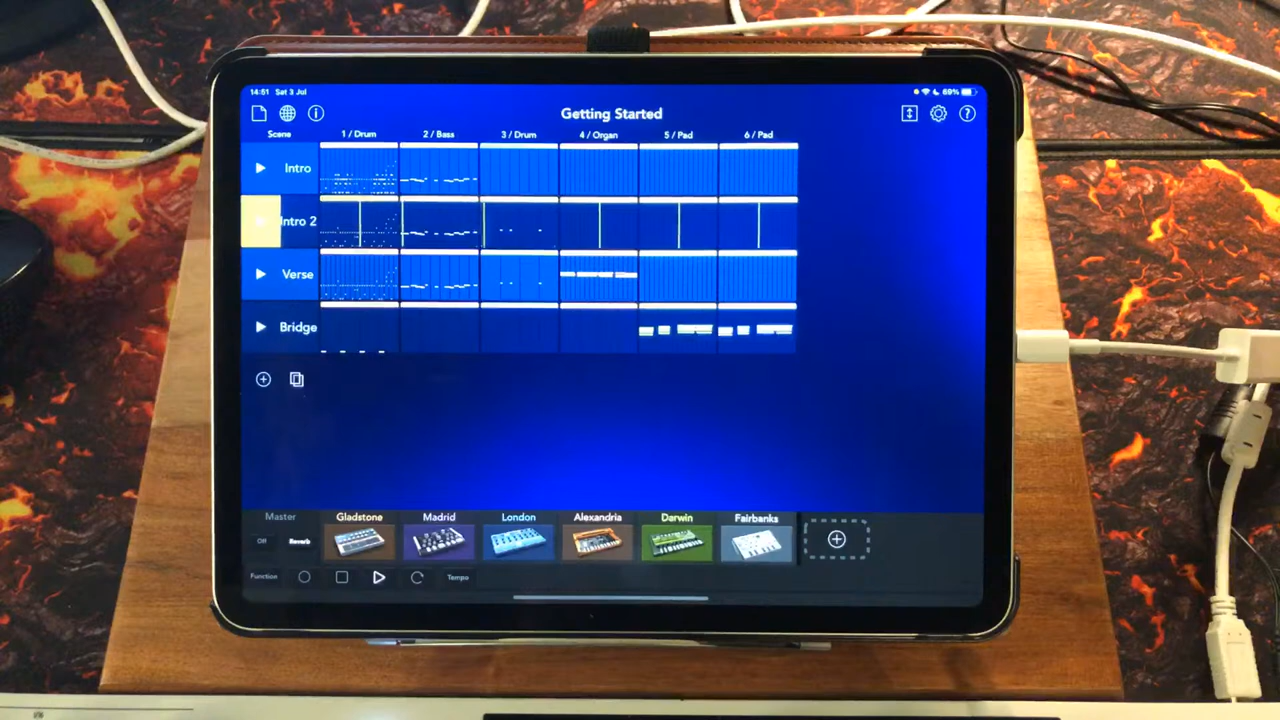 14:51 Sat 3 Jul
69%
Getting Started
Scene 1 / Drum 2 / Bass 3 / Drum 4 / Organ 5 / Pad 6 / Pad
Intro
Intro 2
Verse
Bridge
Master Gladstone Madrid London Alexandria Darwin Fairbanks
Off Reverb
Function Tempo